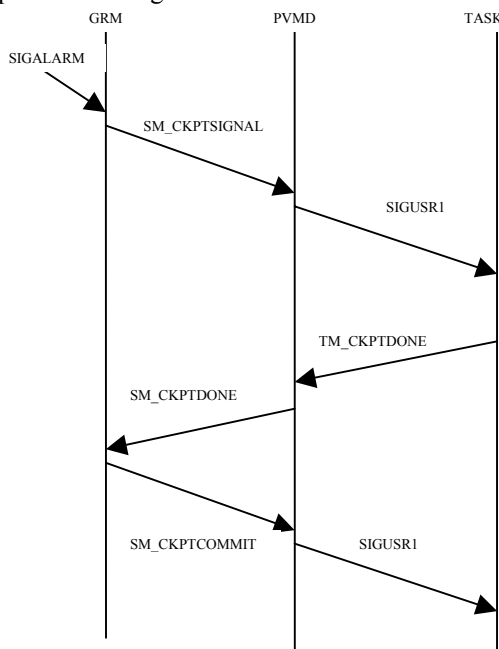 GRM PVMD TASK
SIGALARM
SM_CKPTSIGNAL
SIGUSR1
TM_CKPTDONE
SM_CKPTDONE
SM_CKPTCOMMIT SIGUSR1